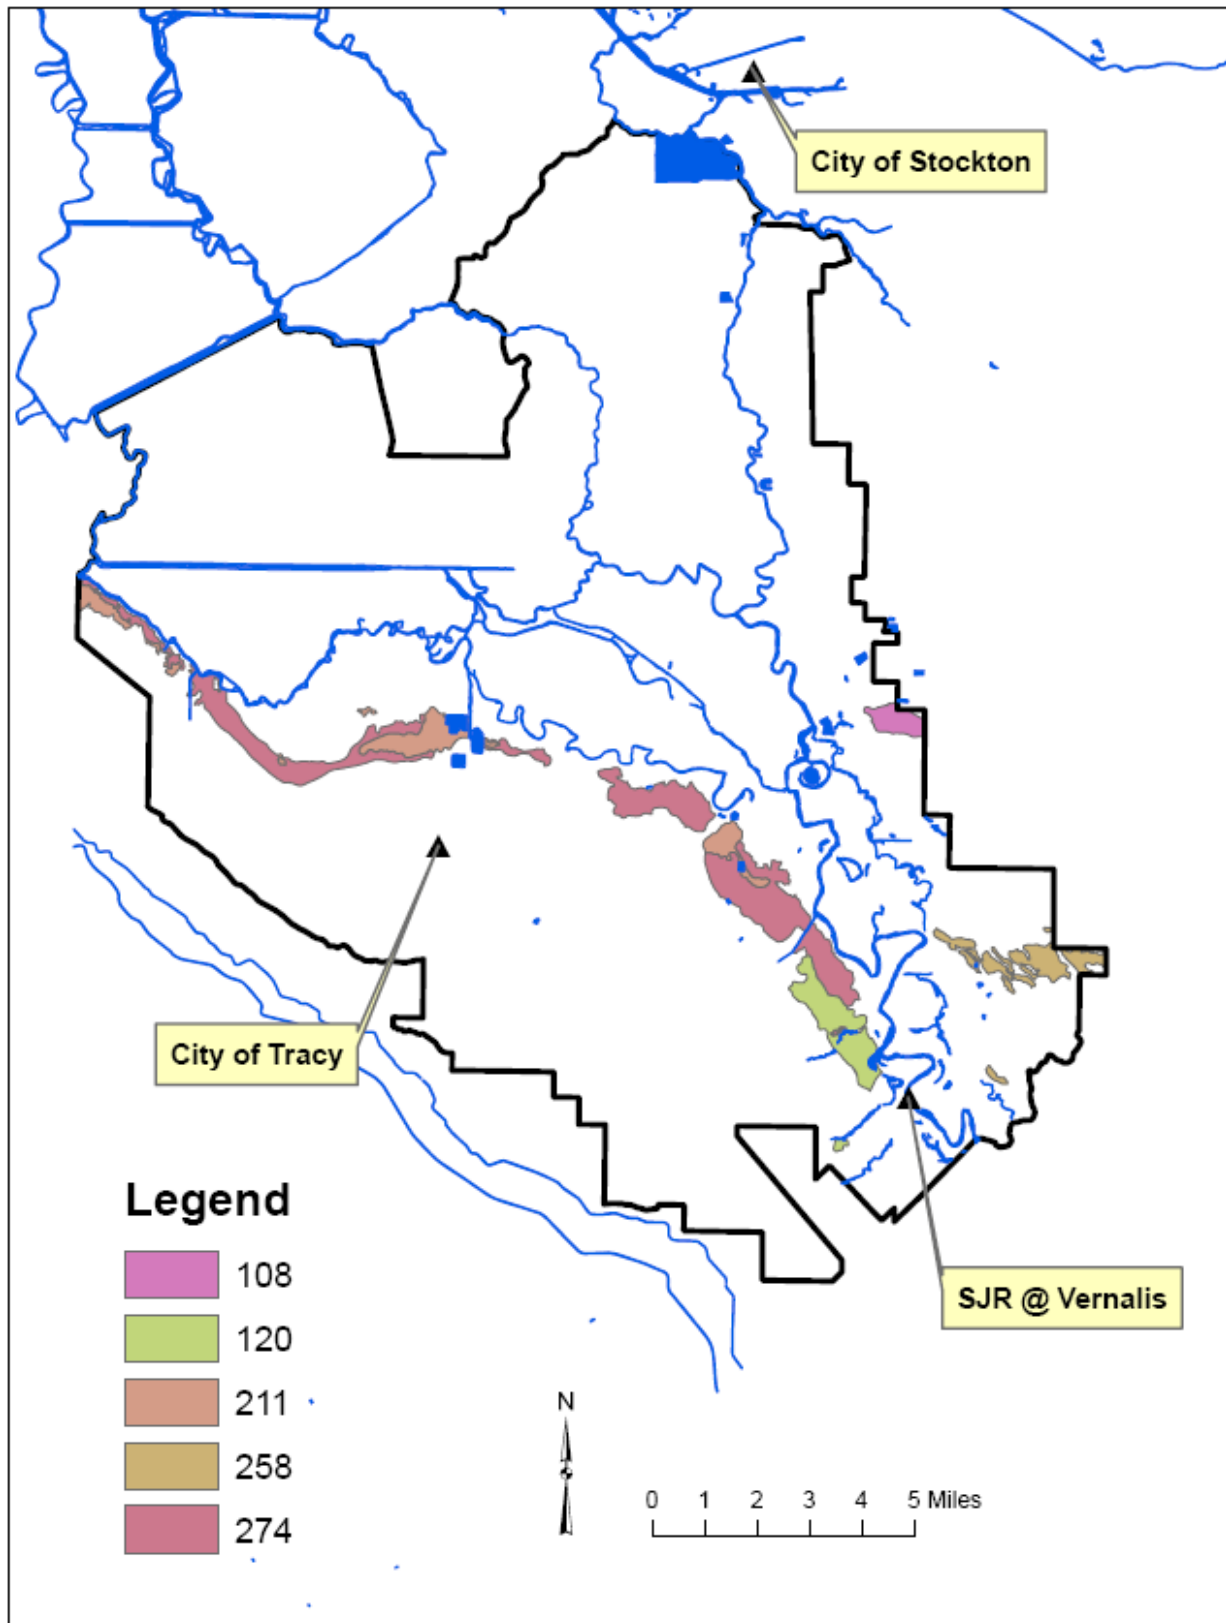 City of Stockton
City of Tracy
Legend
108
120
211
258
274
SJR @ Vernalis
N
0 1 2 3 4 5 Miles